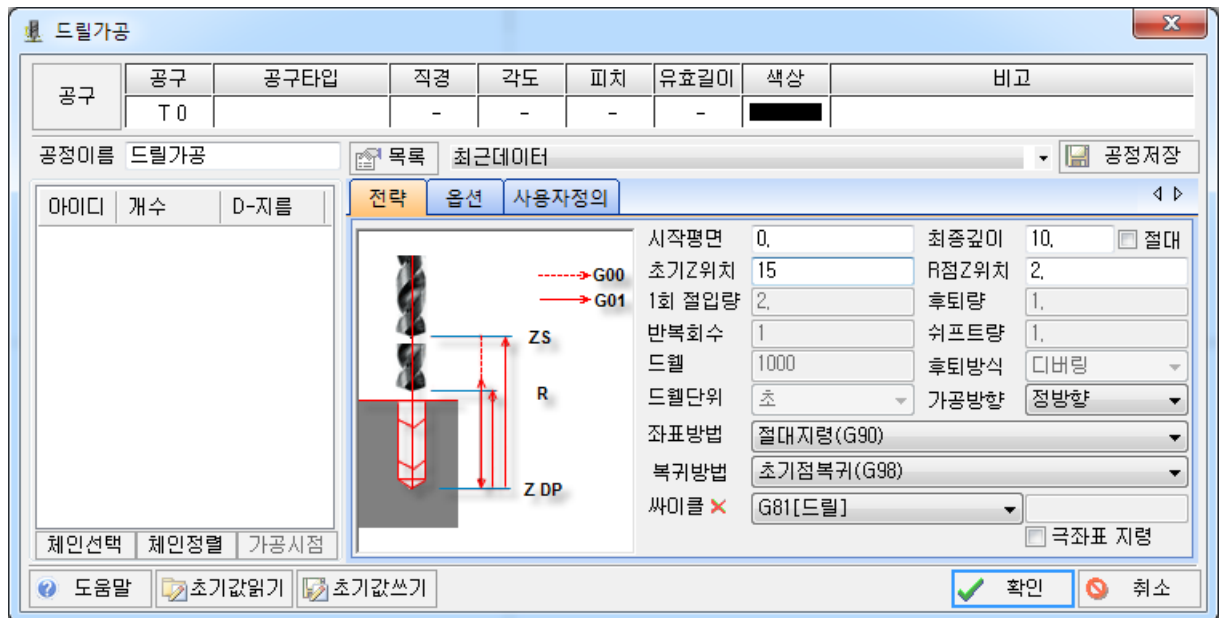 드릴가공
공구 공구 공구타입 직경 각도 피치 유효길이 색상 비고
T 0 - - - -
공정이름 드릴가공 목록 최근데이터 공정저장
아이디 개수 D-지름
전략 옵션 사용자정의
시작평면 0, 최종깊이 10, 절대
초기Z위치 15 R점Z위치 2,
1회 절입량 2, 후퇴량 1,
반복회수 1 쉬프트량 1,
드웰 1000 후퇴방식 디버링
드웰단위 초 가공방향 정방향
좌표방법 절대지령(G90)
복귀방법 초기점복귀(G98)
싸이클 G81[드릴]
극좌표 지령
G00
G01
ZS
R
Z DP
체인선택 체인정렬 가공시점
도움말 초기값읽기 초기값쓰기 확인 취소